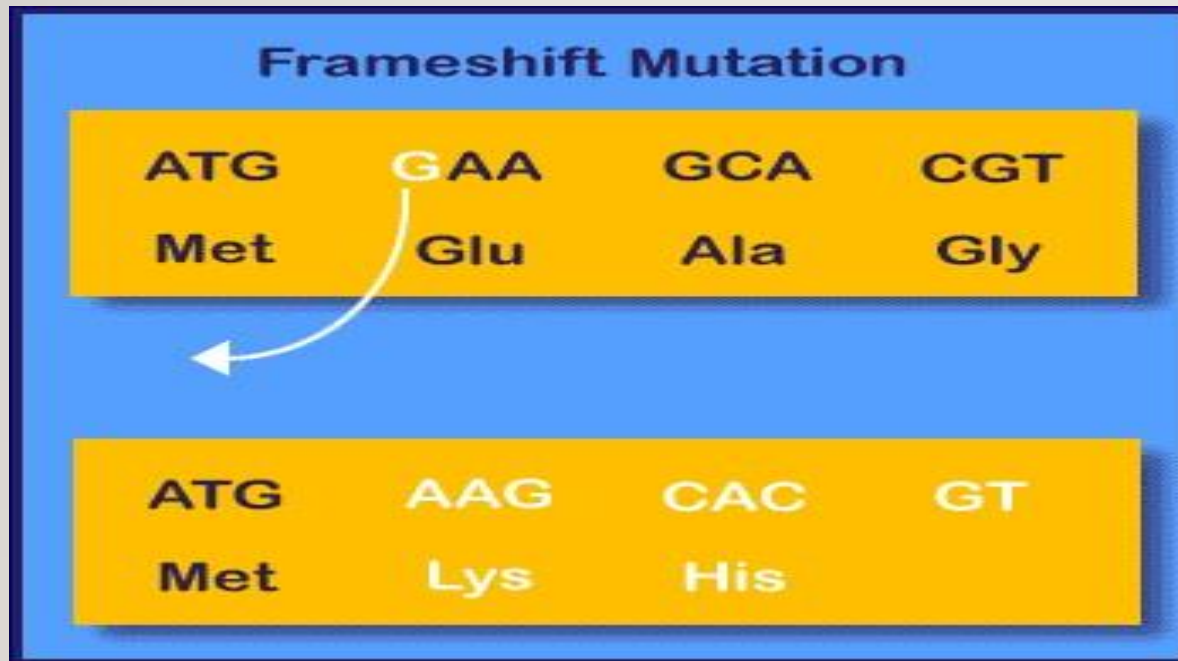 Frameshift Mutation
ATG GAA GCA CGT
Met Glu Ala Gly
ATG AAG CAC GT
Met Lys His